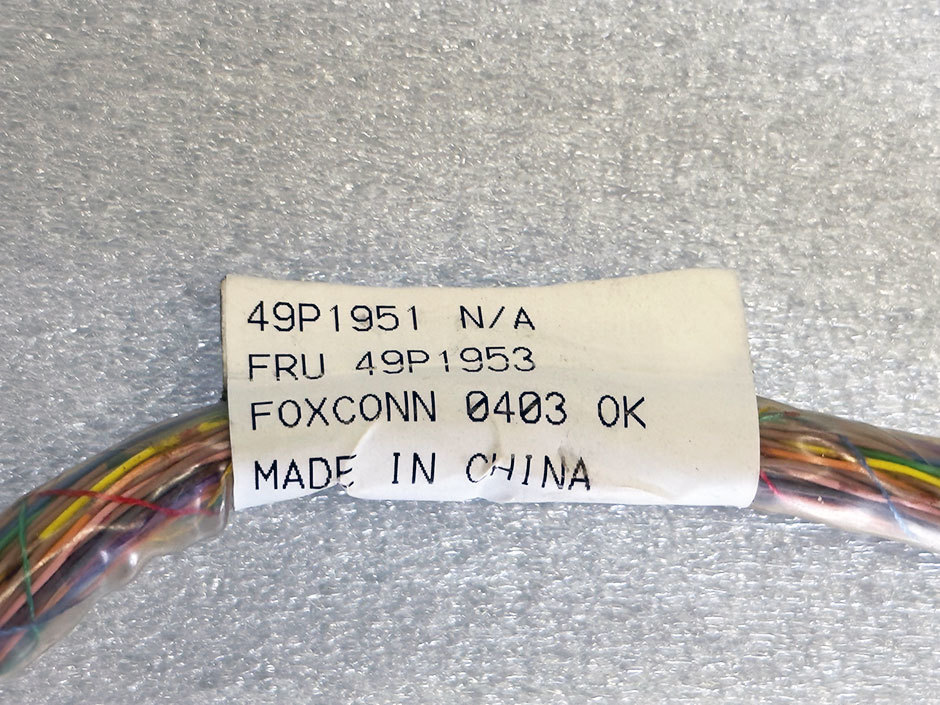 49P1951 N/A
FRU 49P1953
FOXCONN 0403 OK
MADE IN CHINA